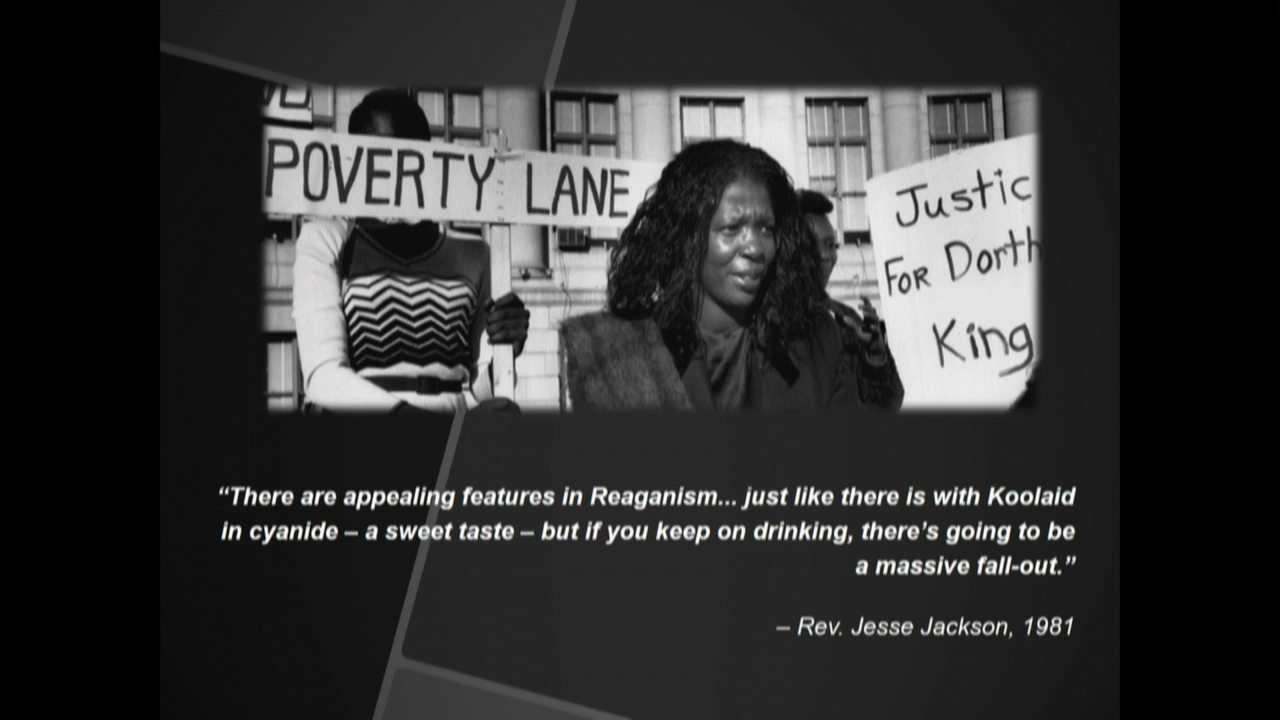 POVERTY LANE
Justic
FOR Dorth
King
“There are appealing features in Reaganism... just like there is with Koolaid
in cyanide – a sweet taste – but if you keep on drinking, there’s going to be
a massive fall-out.”
– Rev. Jesse Jackson, 1981